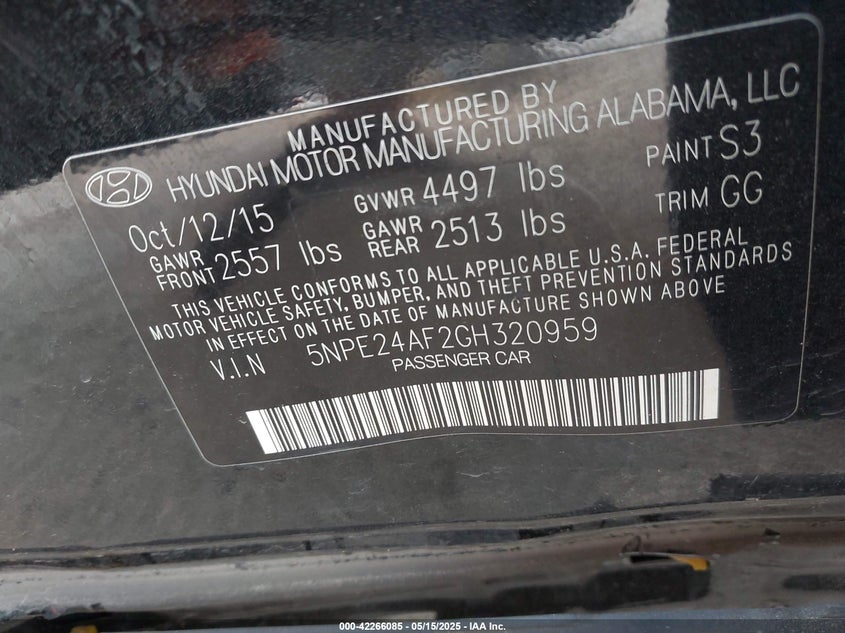 MANUFACTURED BY
HYUNDAI MOTOR MANUFACTURING ALABAMA, LLC
Oct/12/15 GVWR 4497 lbs PAINT S3
GAWR FRONT 2557 lbs GAWR REAR 2513 lbs TRIM GG
THIS VEHICLE CONFORMS TO ALL APPLICABLE U.S.A. FEDERAL
MOTOR VEHICLE SAFETY, BUMPER, AND THEFT PREVENTION STANDARDS
IN EFFECT ON THE DATE OF MANUFACTURE SHOWN ABOVE
V.I.N 5NPE24AF2GH320959
PASSENGER CAR
000-42266085 - 05/15/2025 - IAA Inc.